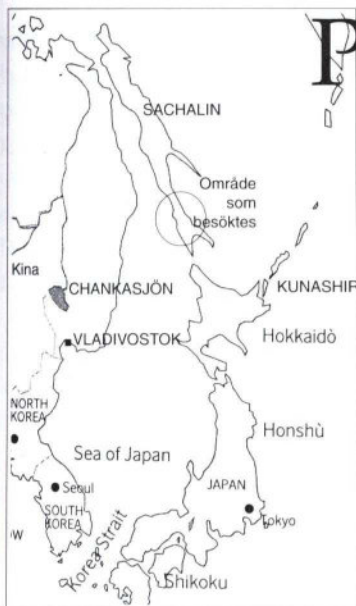 P
SACHALIN
Område
som
besöktes
Kina
CHANKASJÖN
KUNASHIR
VLADIVOSTOK
Hokkaidò
NORTH
KOREA
Honshù
Sea of Japan
JAPAN
Seoul
SOUTH
KOREA
Tokyo
W
Korea Strait
Shikoku